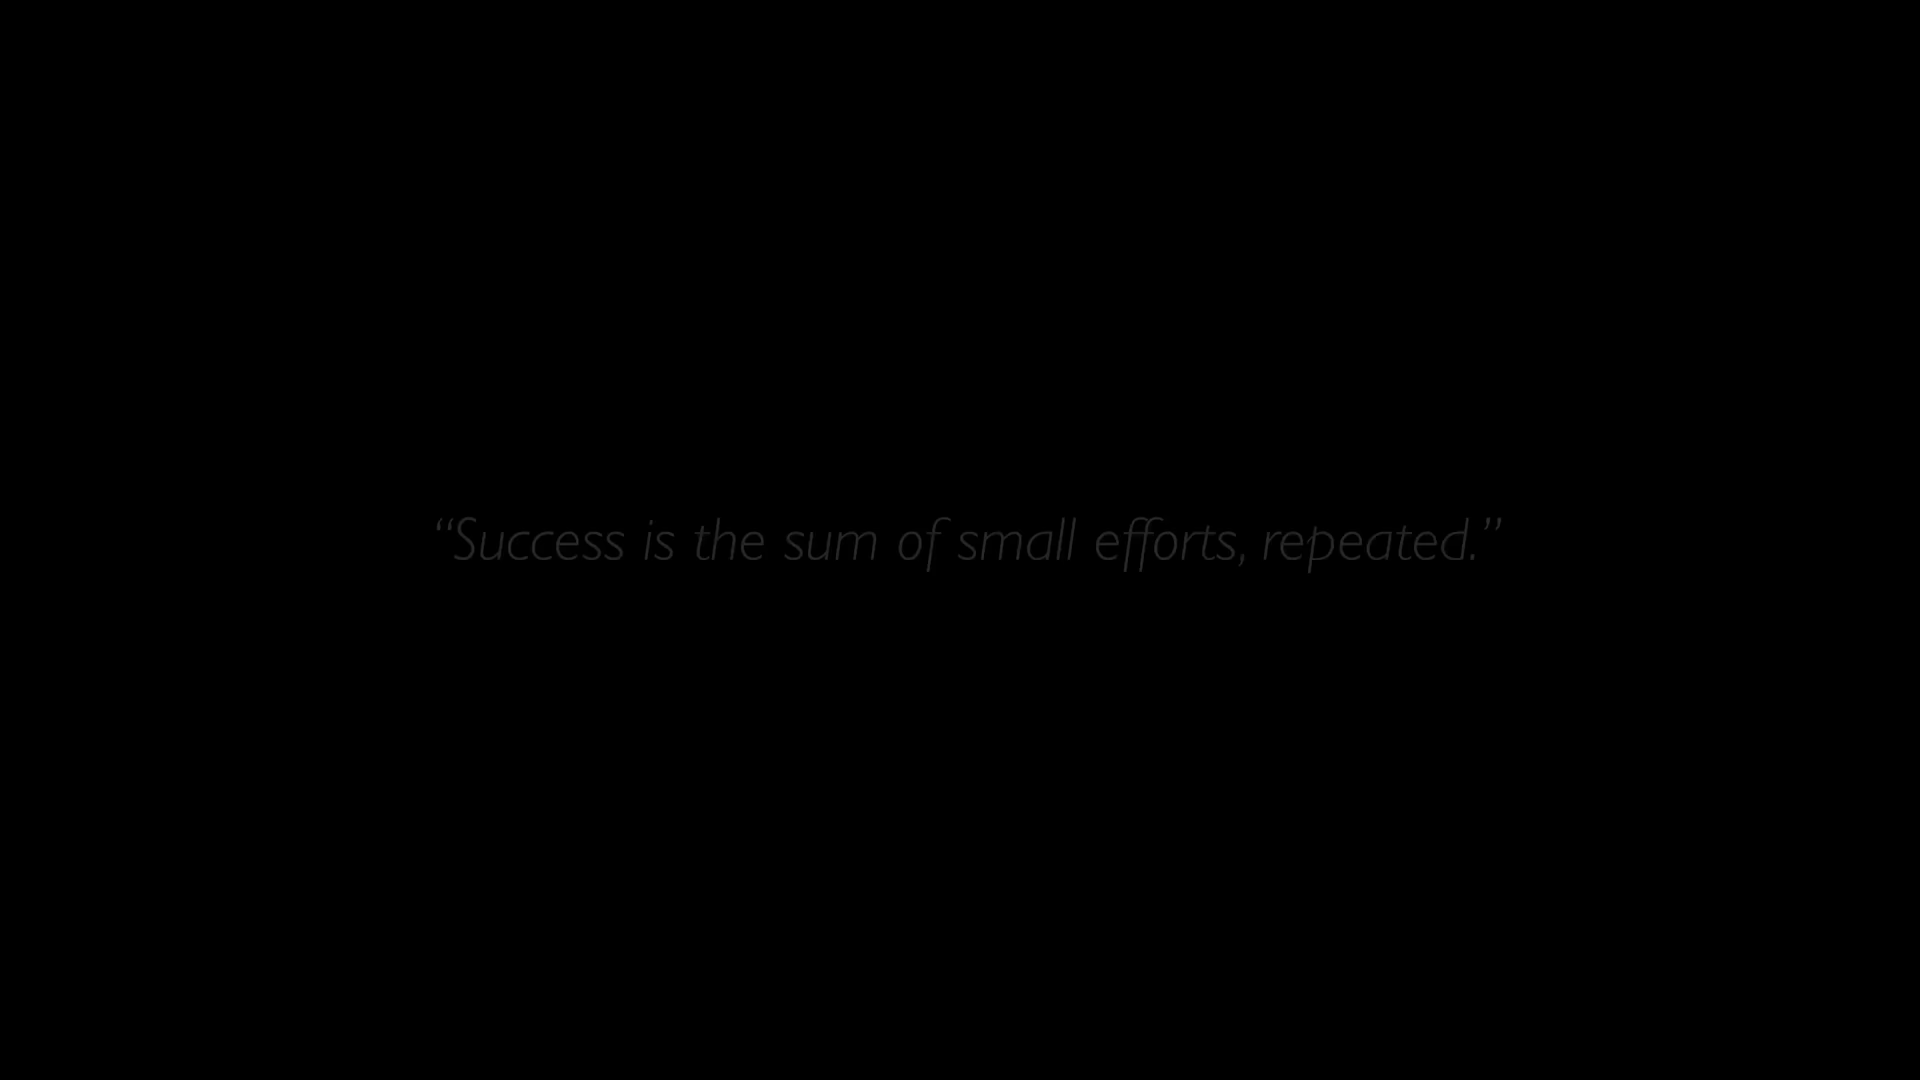 “Success is the sum of small efforts, repeated.”